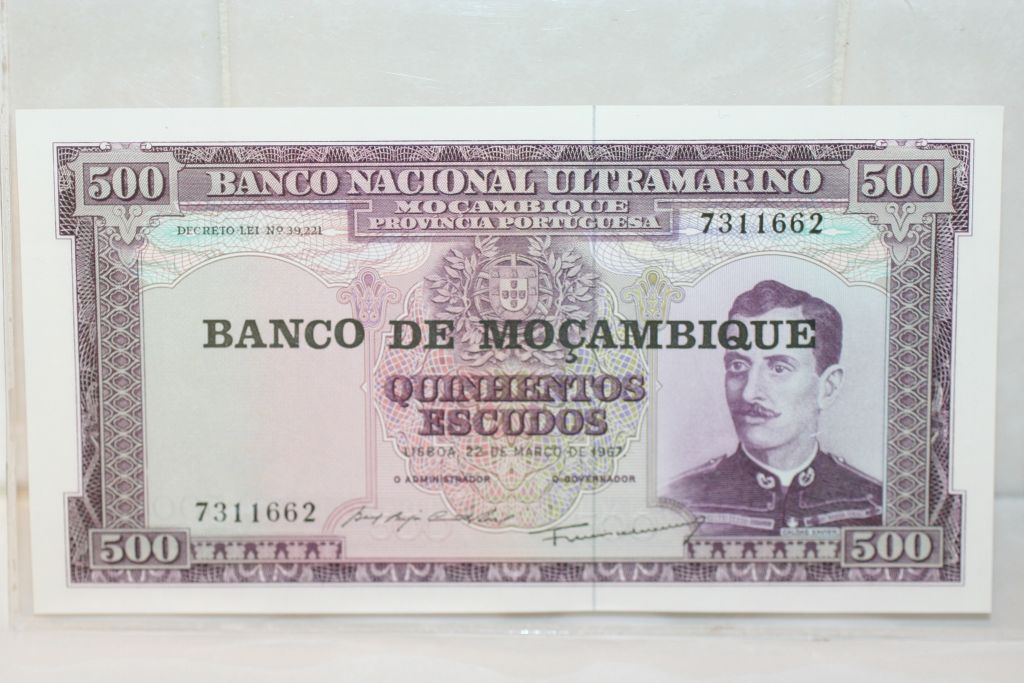 500 BANCO NACIONAL ULTRAMARINO 500
MOÇAMBIQUE
PROVINCIA PORTUGUESA
7311662
DECRETO-LEI Nº 39,221
BANCO DE MOÇAMBIQUE
QUINHENTOS
ESCUDOS
LISBOA, 22 DE MARÇO DE 1967
O ADMINISTRADOR O GOVERNADOR
7311662
500 500